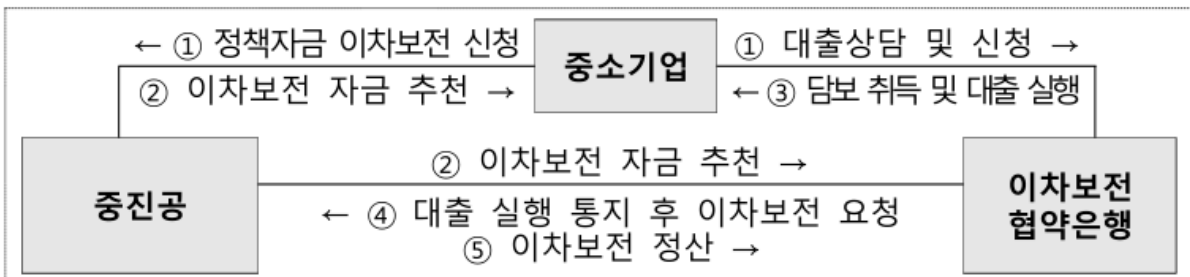 ← ① 정책자금 이차보전 신청
중소기업
① 대출상담 및 신청 →
② 이차보전 자금 추천 →
← ③ 담보 취득 및 대출 실행
② 이차보전 자금 추천 →
중진공
이차보전
협약은행
← ④ 대출 실행 통지 후 이차보전 요청
⑤ 이차보전 정산 →